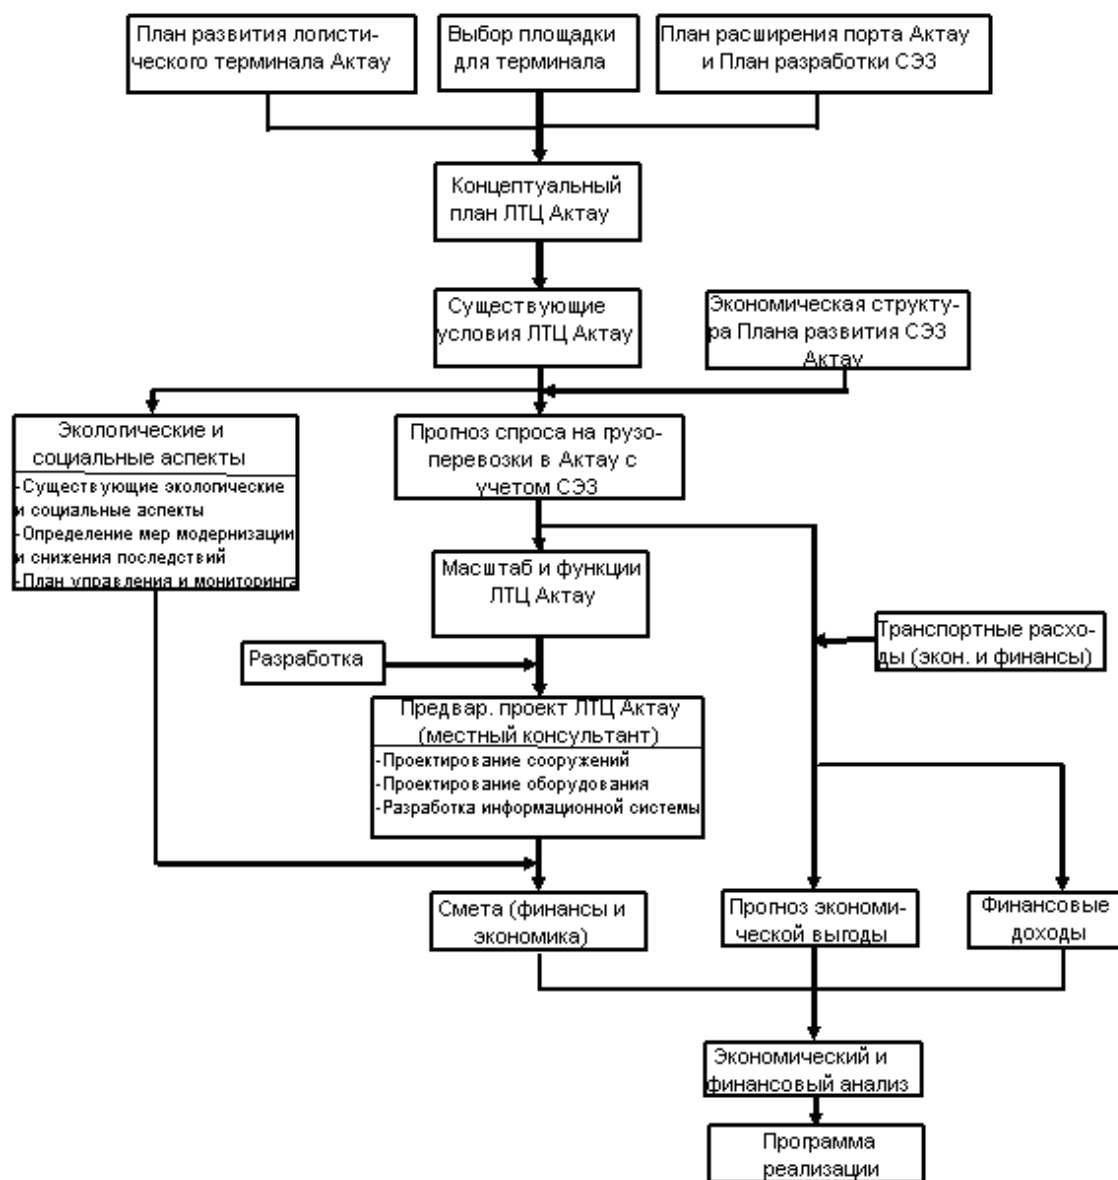 План развития логисти-
ческого терминала Актау
Выбор площадки
для терминала
План расширения порта Актау
и План разработки СЭЗ
Концептуальный
план ЛТЦ Актау
Существующие
условия ЛТЦ Актау
Экономическая структу-
ра Плана развития СЭЗ
Актау
Экологические и
социальные аспекты
-Существующие экологические
и социальные аспекты
-Определение мер модернизации
и снижения последствий
-План управления и мониторинга
Прогноз спроса на грузо-
перевозки в Актау с
учетом СЭЗ
Масштаб и функции
ЛТЦ Актау
Транспортные расхо-
ды (экон. и финансы)
Разработка
Предвар. проект ЛТЦ Актау
(местный консультант)
-Проектирование сооружений
-Проектирование оборудования
-Разработка информационной системы
Смета (финансы и
экономика)
Прогноз экономи-
ческой выгоды
Финансовые
доходы
Экономический и
финансовый анализ
Программа
реализации